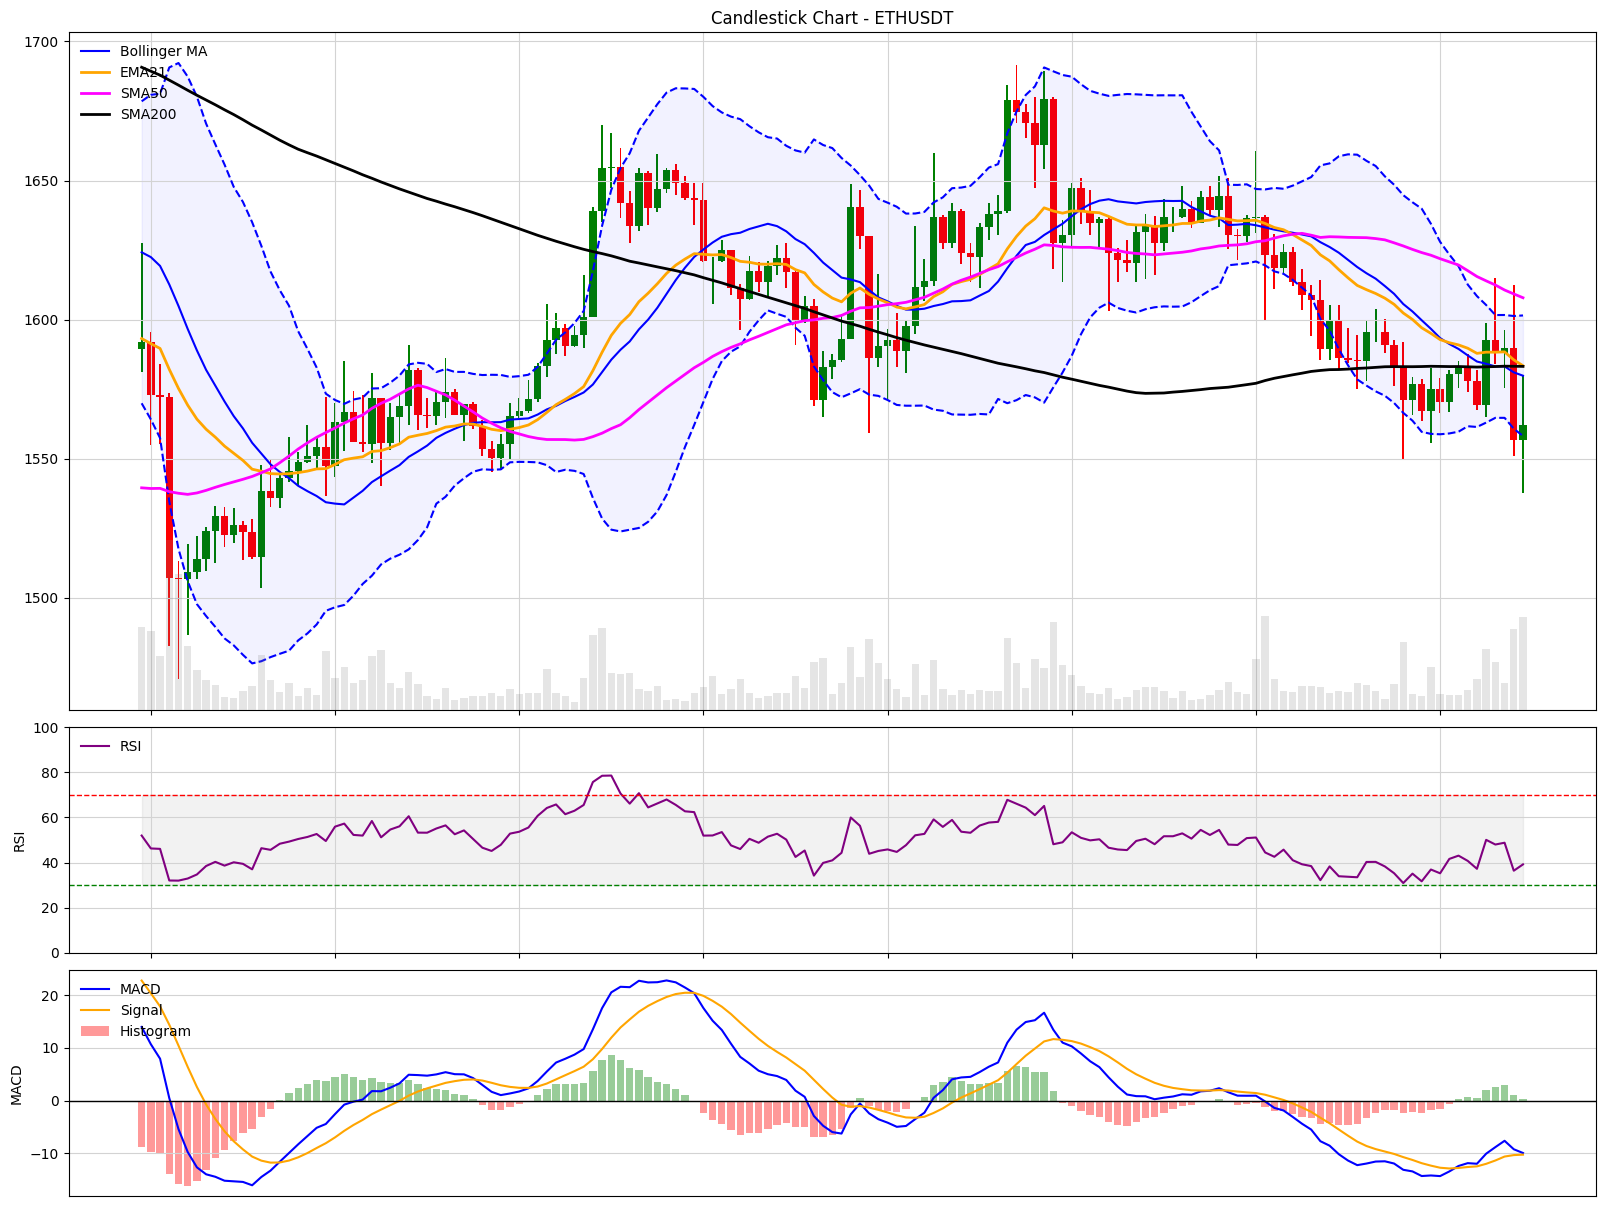 Candlestick Chart - ETHUSDT
1700
1650
1600
1550
1500
Bollinger MA
EMA21
SMA50
SMA200
100
80
60
40
20
0
RSI
RSI
20
10
0
−10
MACD
MACD
Signal
Histogram